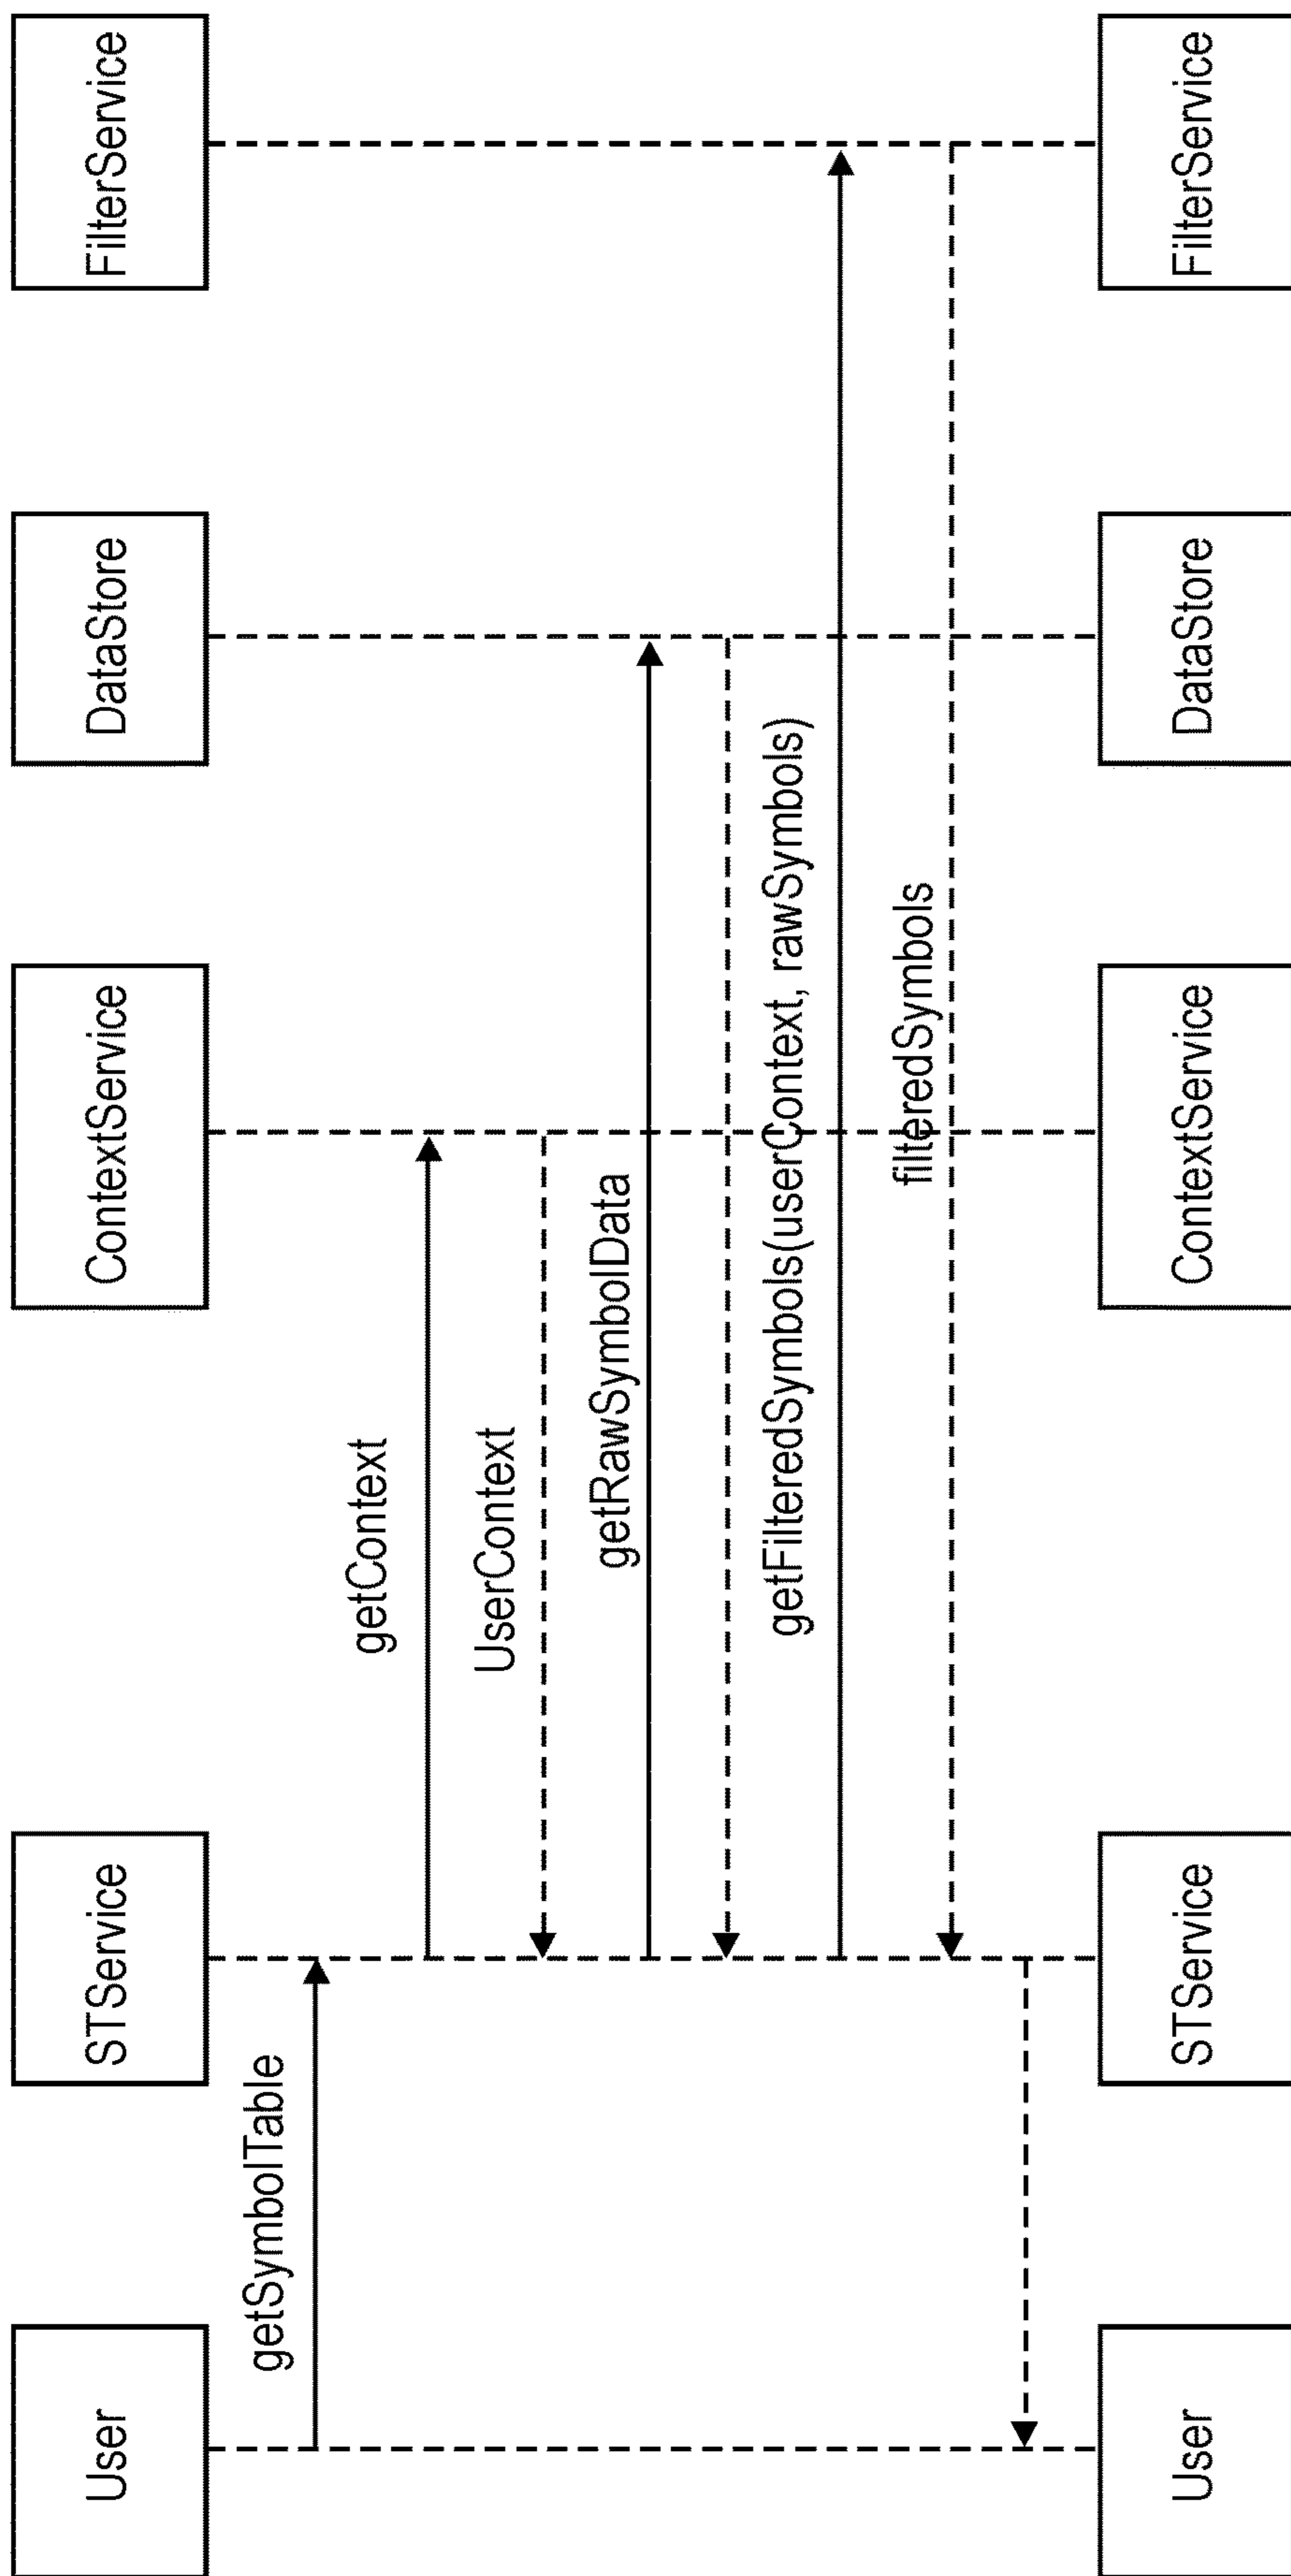 User
STService
ContextService
DataStore
FilterService
getSymbolTable
getContext
UserContext
getRawSymbolData
getFilteredSymbols(userContext, rawSymbols)
filteredSymbols
User
STService
ContextService
DataStore
FilterService